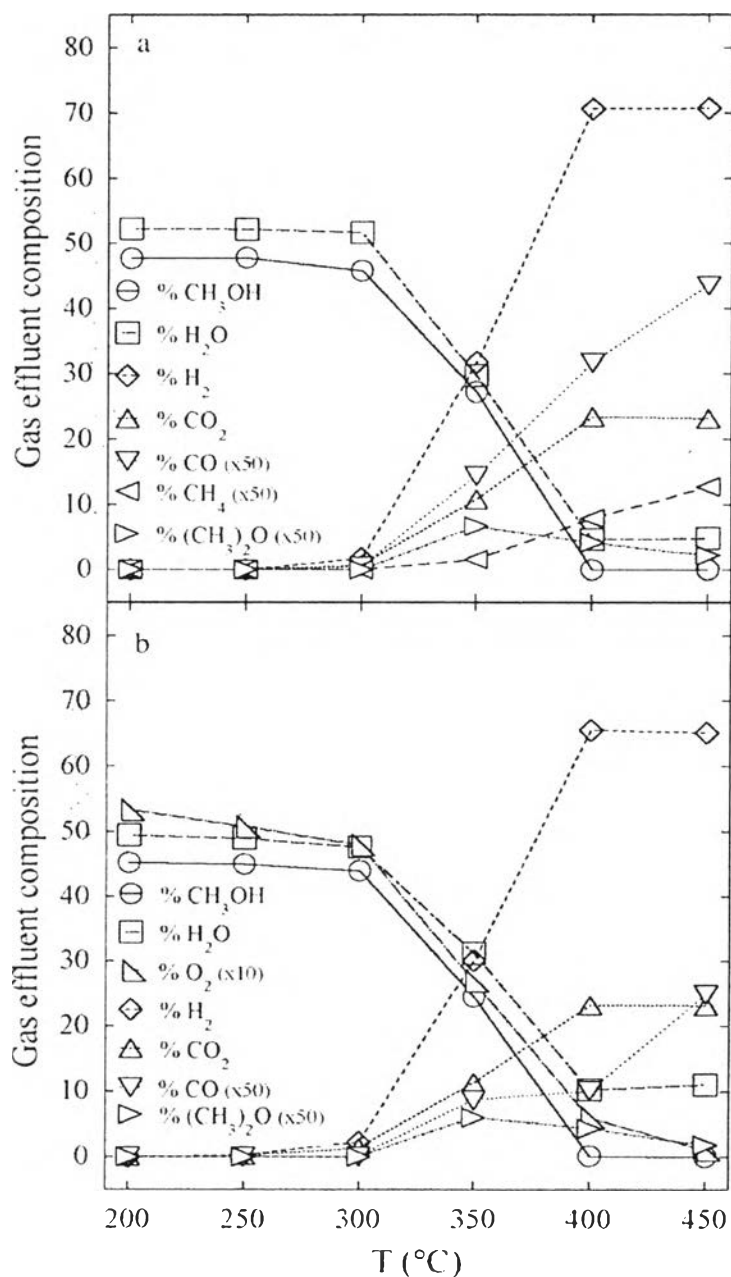 a
80
70
60
50
40
30
20
10
0
Gas effluent composition
% CH₃OH
% H₂O
% H₂
% CO₂
% CO (x50)
% CH₄ (x50)
% (CH₃)₂O (x50)
b
80
70
60
50
40
30
20
10
0
Gas effluent composition
% CH₃OH
% H₂O
% O₂ (x10)
% H₂
% CO₂
% CO (x50)
% (CH₃)₂O (x50)
200 250 300 350 400 450
T (°C)